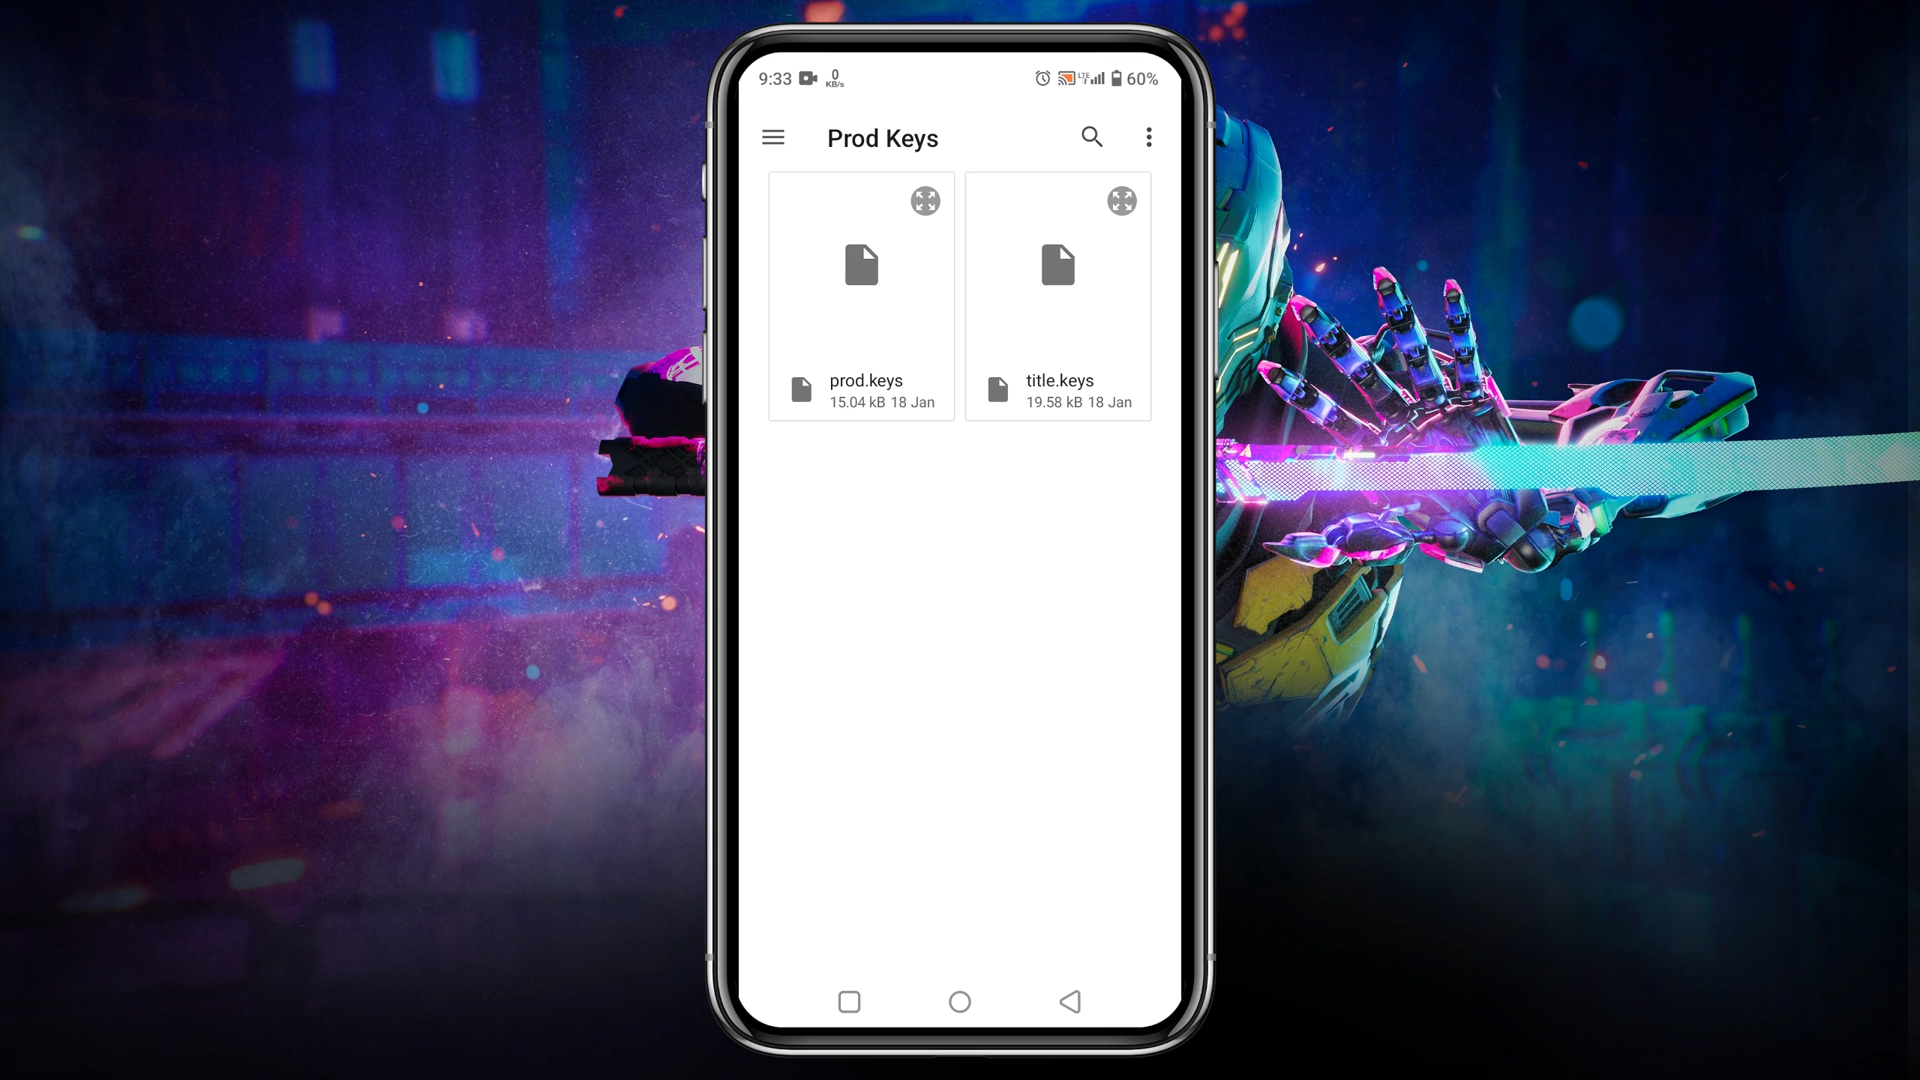 9:33 0 KB/s LTE 60%
Prod Keys
prod.keys
15.04 kB 18 Jan
title.keys
19.58 kB 18 Jan